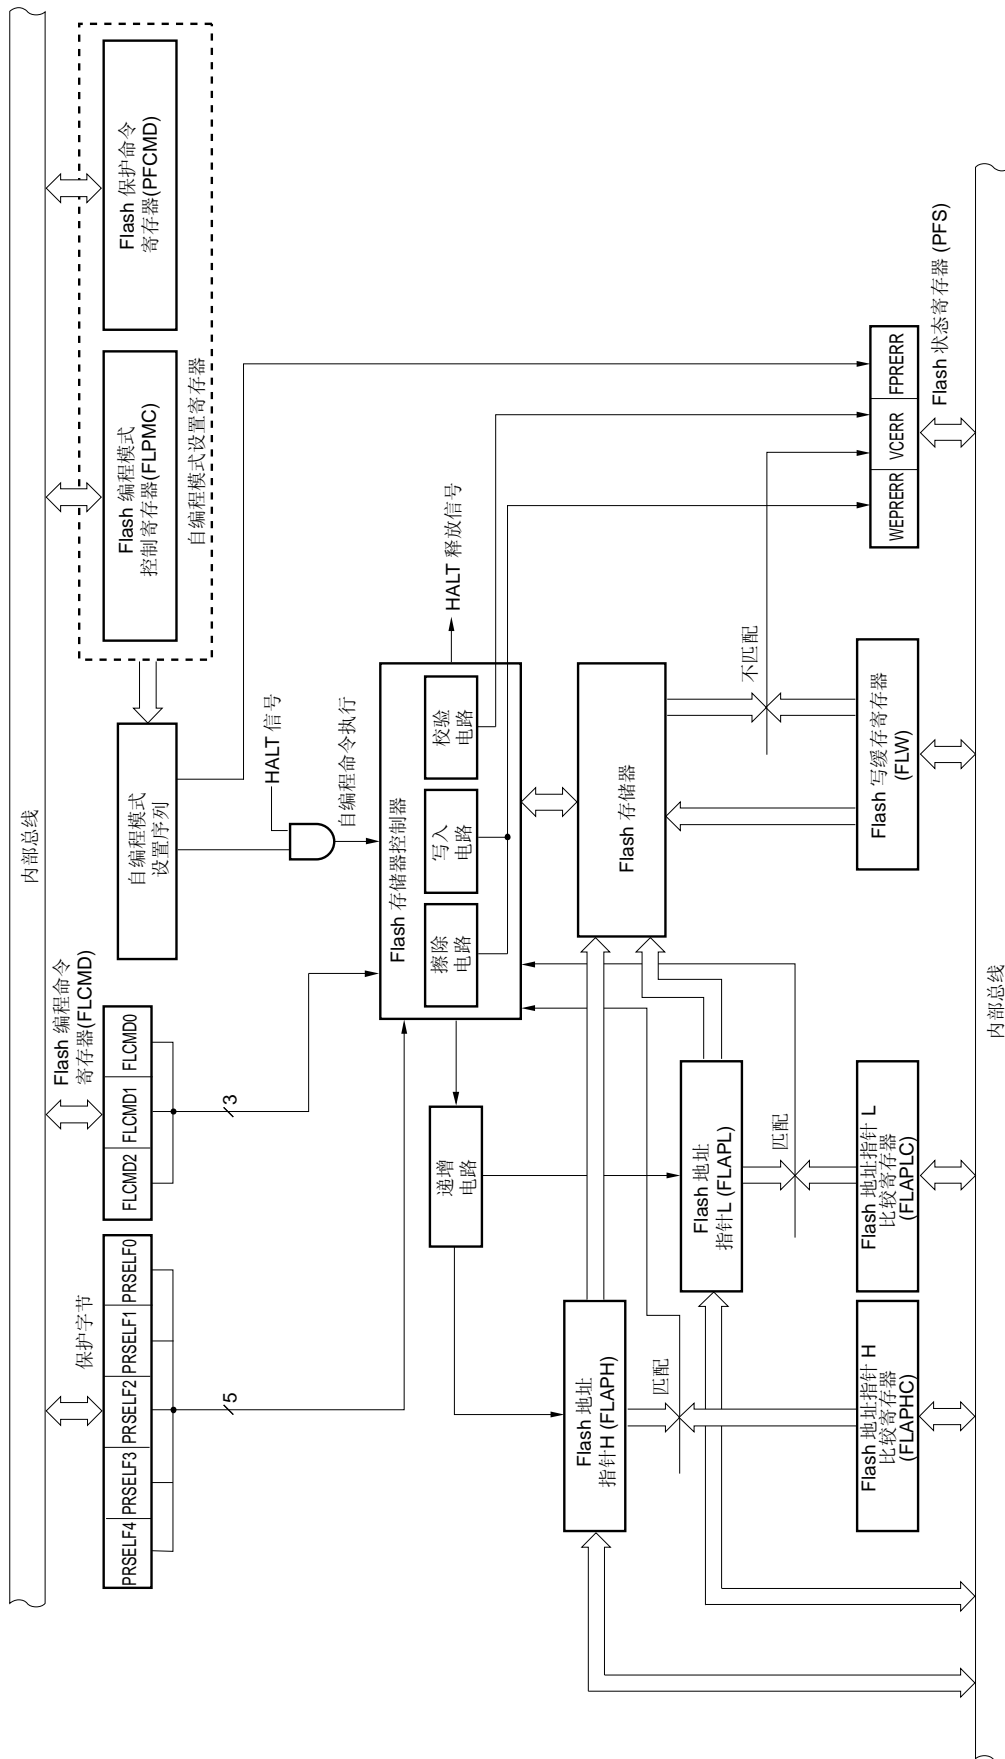 内部总线
保护字节
PRSELF4
PRSELF3
PRSELF2
PRSELF1
PRSELF0
5
Flash 编程命令
寄存器(FLCMD)
FLCMD2
FLCMD1
FLCMD0
3
自编程模式
设置序列
Flash 编程模式
控制寄存器(FLPMC)
Flash 保护命令
寄存器(PFCMD)
自编程模式设置寄存器
HALT 信号
自编程命令执行
Flash 存储器控制器
擦除
电路
写入
电路
校验
电路
HALT 释放信号
递增
电路
Flash 地址
指针H (FLAPH)
Flash 地址
指针L (FLAPL)
Flash 存储器
匹配
匹配
不匹配
Flash 地址指针 H
比较寄存器
(FLAPHC)
Flash 地址指针 L
比较寄存器
(FLAPLC)
Flash 写缓存寄存器
(FLW)
WEPRERR
VCERR
FPRERR
Flash 状态寄存器 (PFS)
内部总线